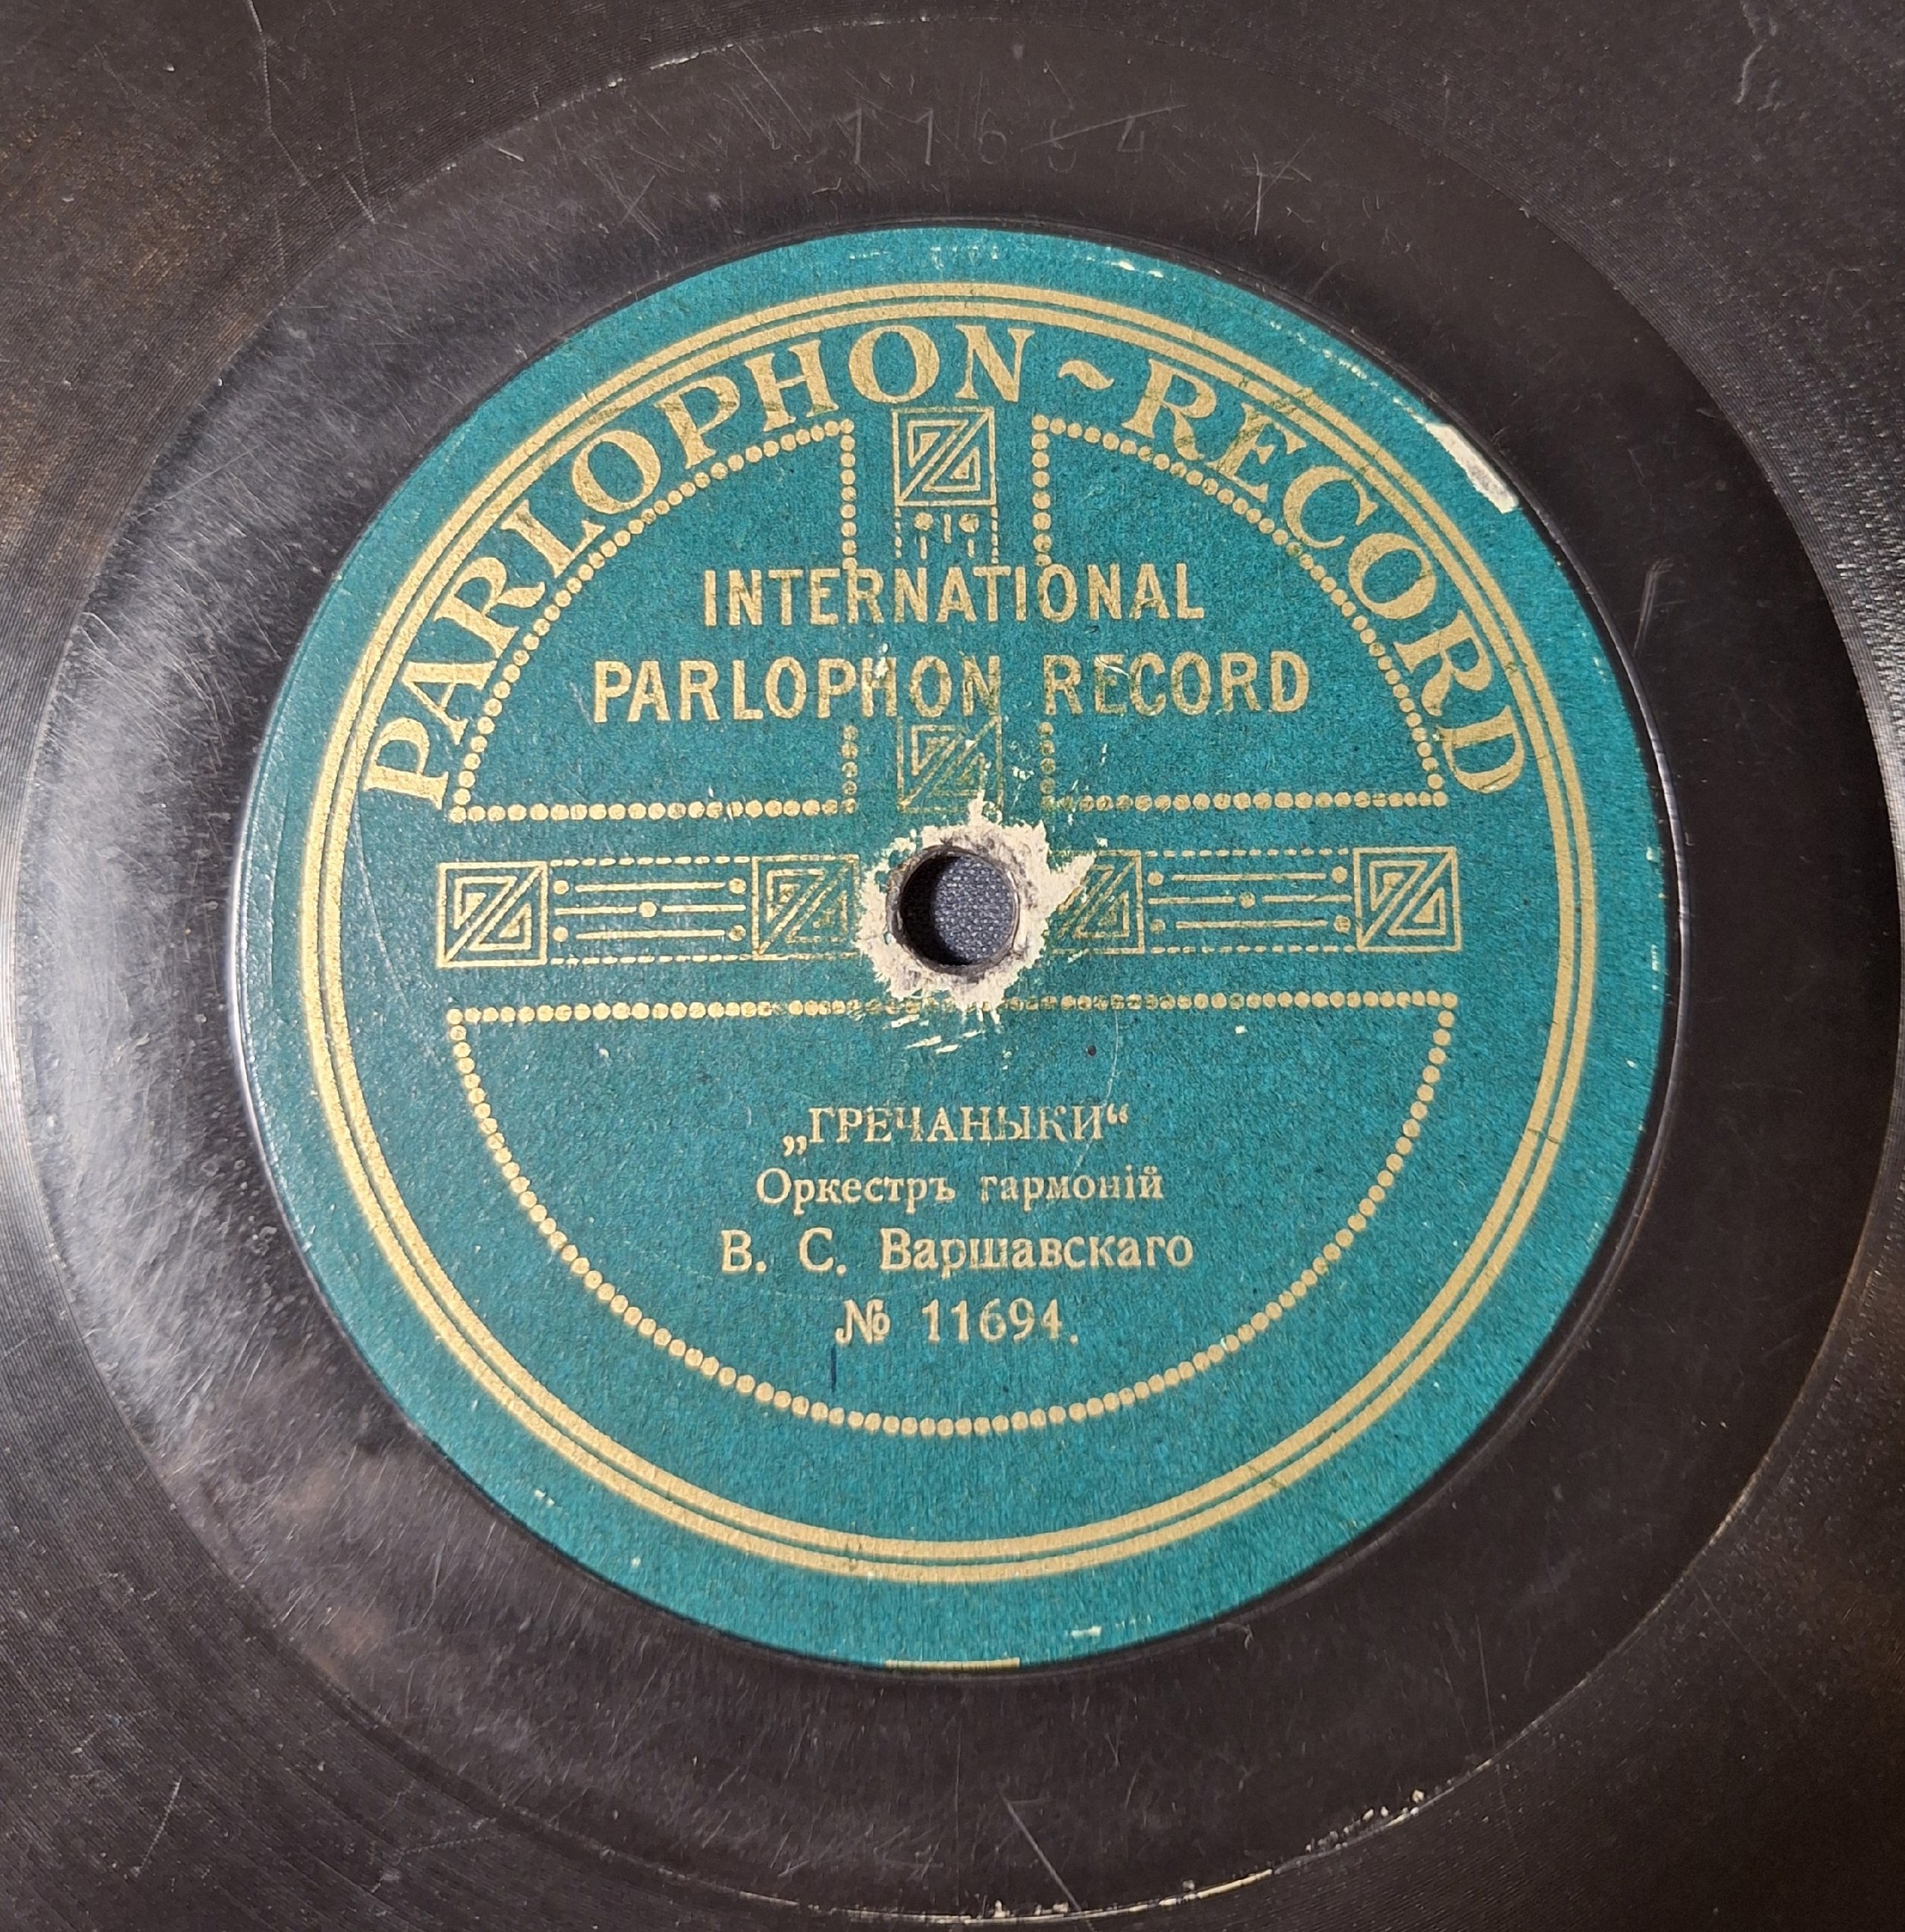 11694
PARLOPHON ~ RECORD
INTERNATIONAL
PARLOPHON RECORD
„ГРЕЧАНЫКИ“
Оркестръ гармоній
В. С. Варшавскаго
№ 11694.